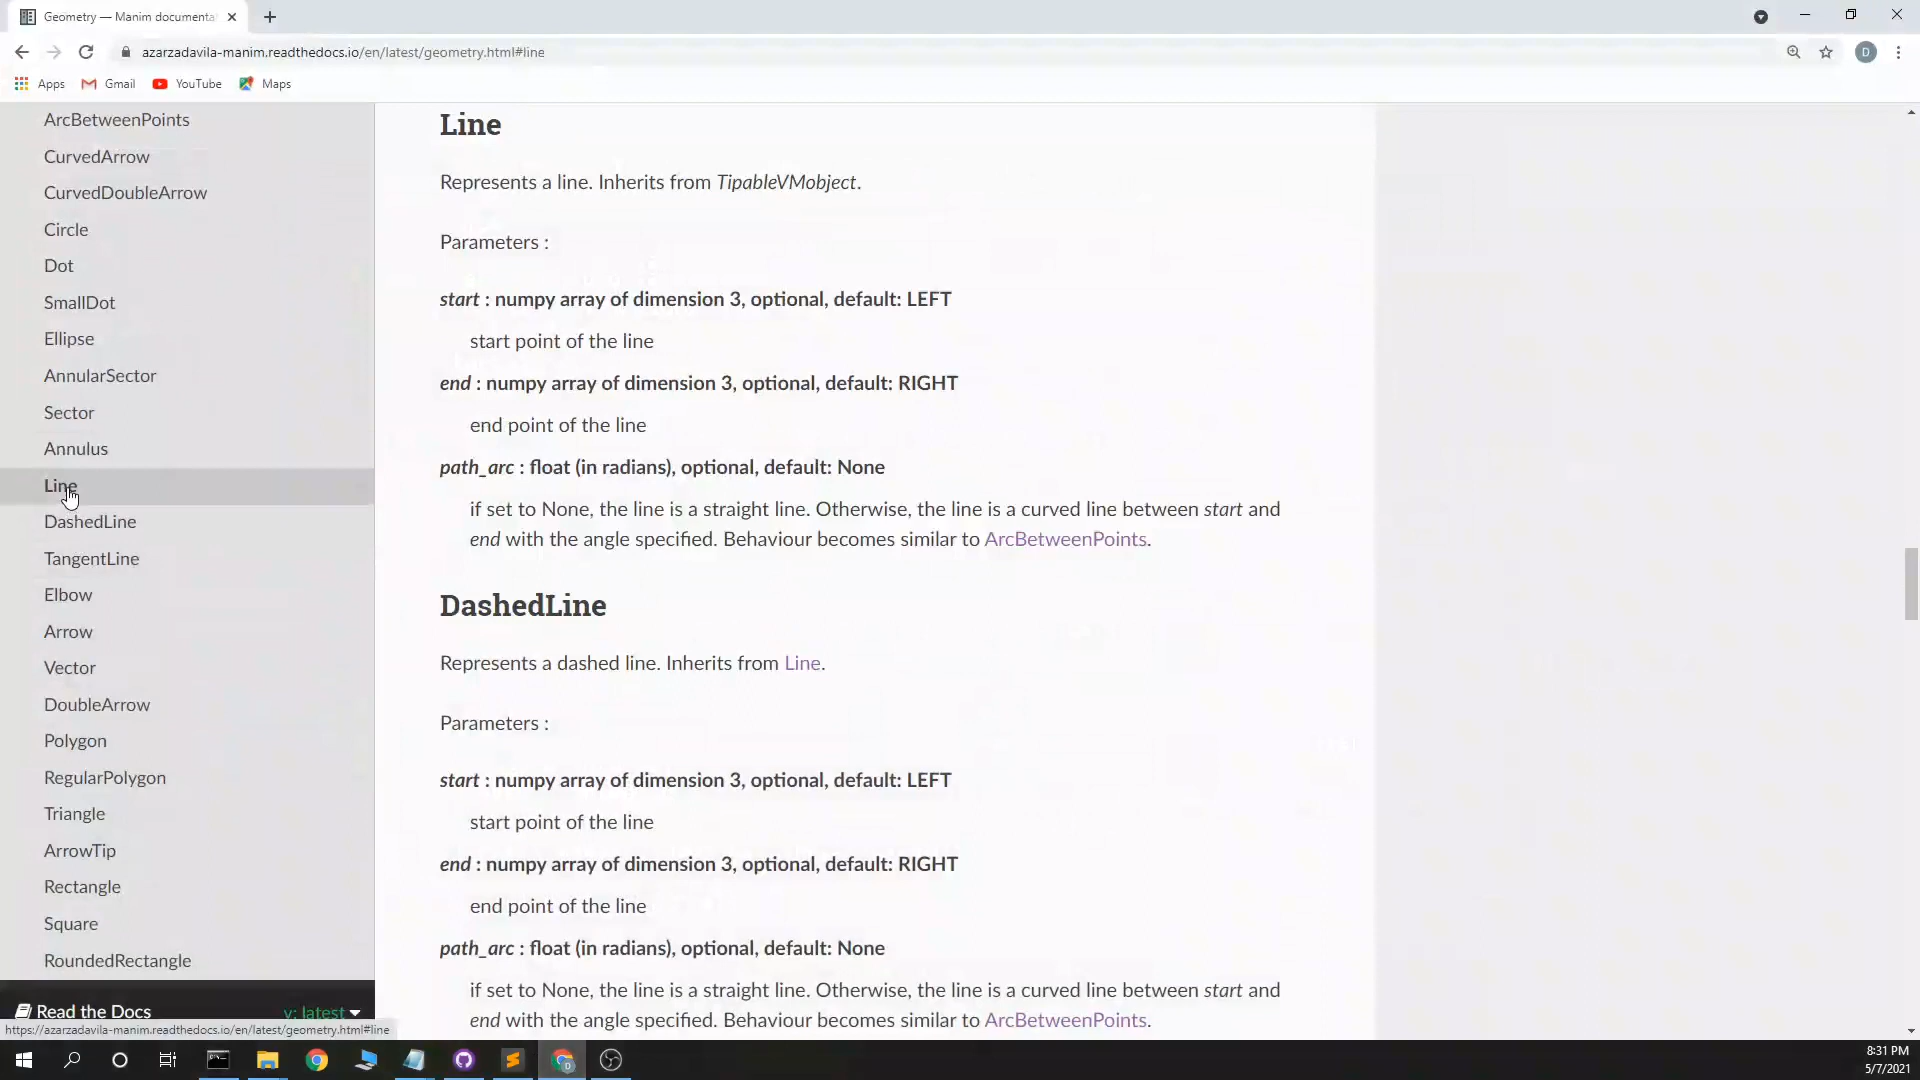 Geometry — Manim documenta
azarzadavila-manim.readthedocs.io/en/latest/geometry.html#line
D
Apps
Gmail
YouTube
Maps
ArcBetweenPoints
CurvedArrow
CurvedDoubleArrow
Circle
Dot
SmallDot
Ellipse
AnnularSector
Sector
Annulus
Line
DashedLine
TangentLine
Elbow
Arrow
Vector
DoubleArrow
Polygon
RegularPolygon
Triangle
ArrowTip
Rectangle
Square
RoundedRectangle
Read the Docs
v: latest
https://azarzadavila-manim.readthedocs.io/en/latest/geometry.html#line
Line
Represents a line. Inherits from TipableVMobject.
Parameters :
start : numpy array of dimension 3, optional, default: LEFT
start point of the line
end : numpy array of dimension 3, optional, default: RIGHT
end point of the line
path_arc : float (in radians), optional, default: None
if set to None, the line is a straight line. Otherwise, the line is a curved line between start and
end with the angle specified. Behaviour becomes similar to ArcBetweenPoints.
DashedLine
Represents a dashed line. Inherits from Line.
Parameters :
start : numpy array of dimension 3, optional, default: LEFT
start point of the line
end : numpy array of dimension 3, optional, default: RIGHT
end point of the line
path_arc : float (in radians), optional, default: None
if set to None, the line is a straight line. Otherwise, the line is a curved line between start and
end with the angle specified. Behaviour becomes similar to ArcBetweenPoints.
8:31 PM
5/7/2021